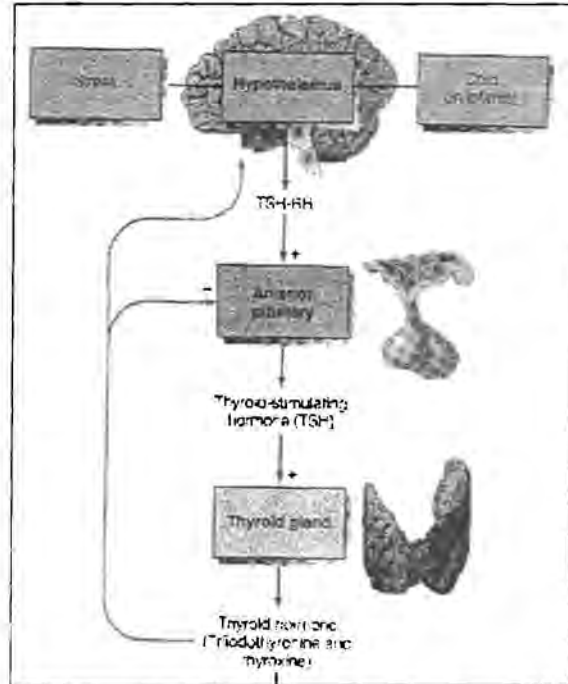 Stress
Hypothalamus
Cold
in infants
TSH-RH
+
−
Anterior
pituitary
Thyroid-stimulating
hormone (TSH)
+
Thyroid gland
Thyroid hormone
(Triiodothyronine and
thyroxine)